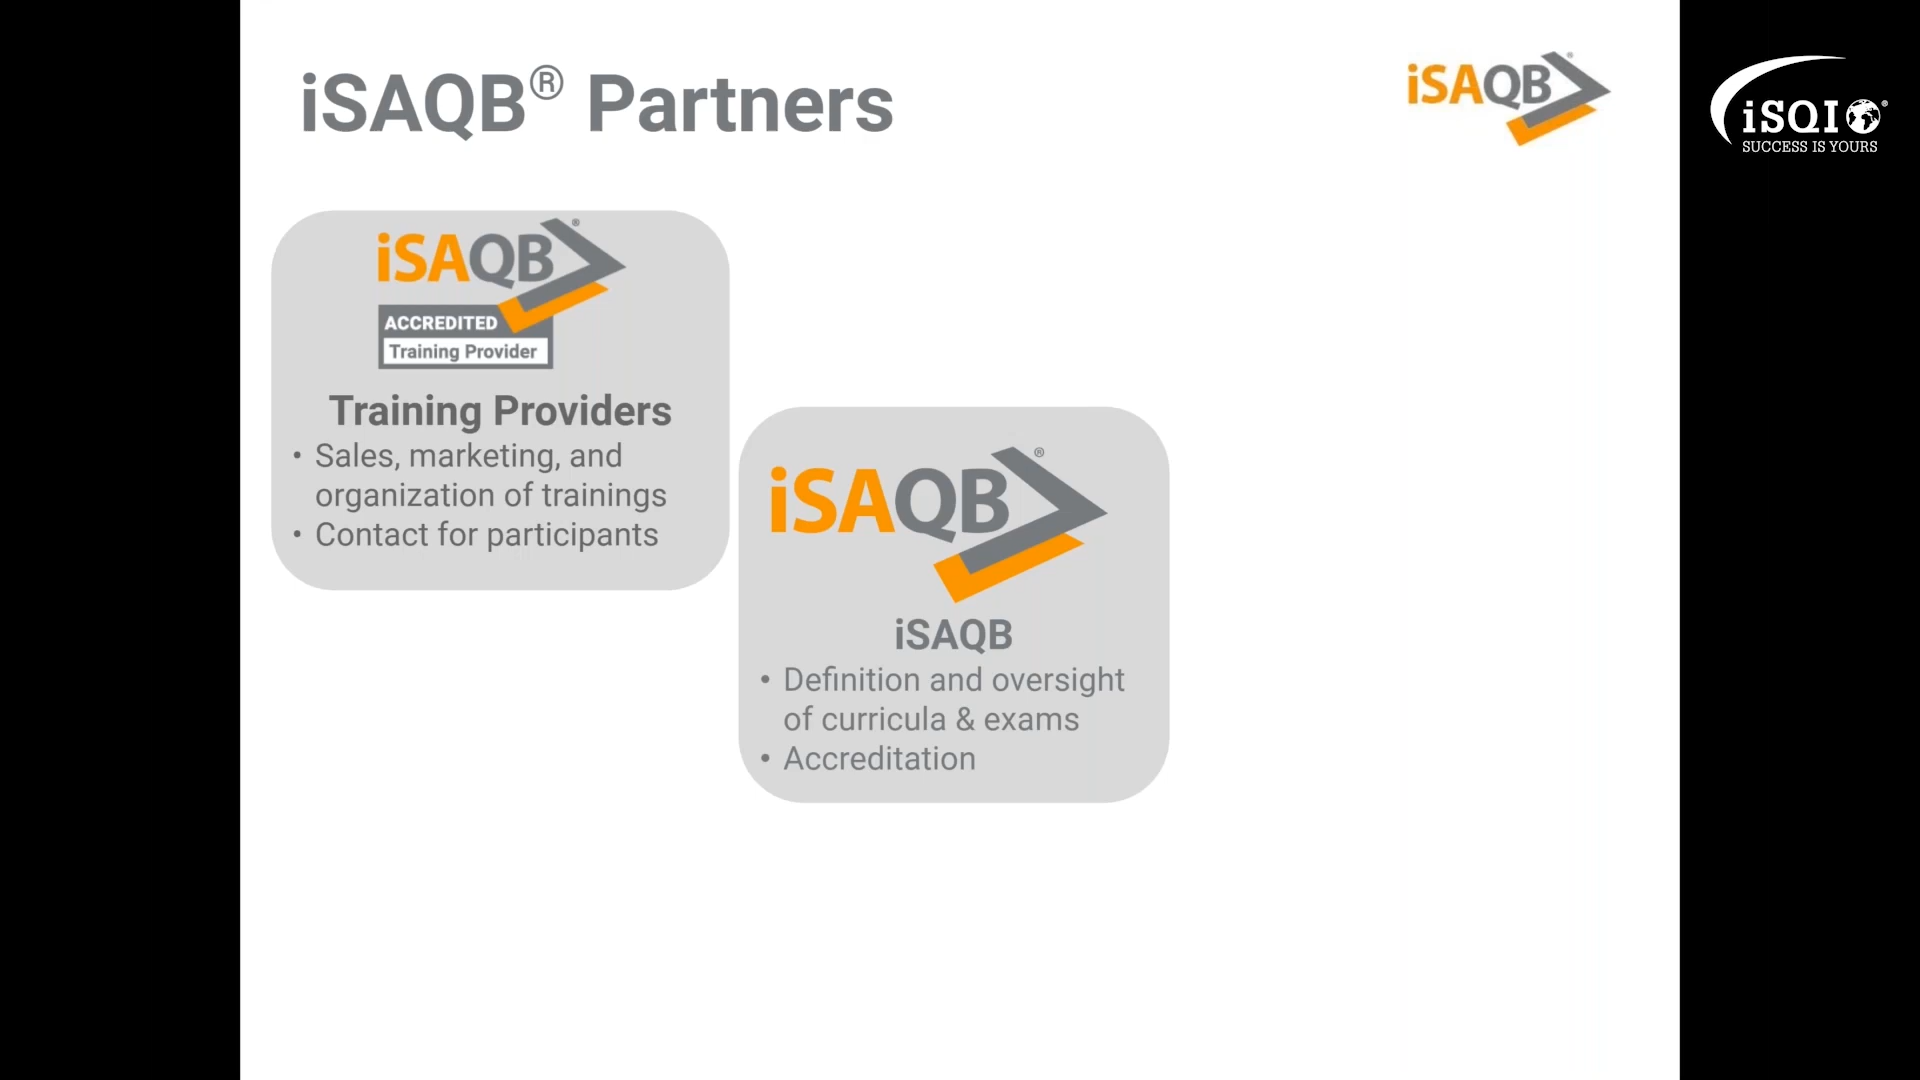 iSAQB® Partners
iSAQB®
iSQI®
SUCCESS IS YOURS
iSAQB®
ACCREDITED
Training Provider
Training Providers
• Sales, marketing, and
organization of trainings
• Contact for participants
iSAQB®
iSAQB
• Definition and oversight
of curricula & exams
• Accreditation